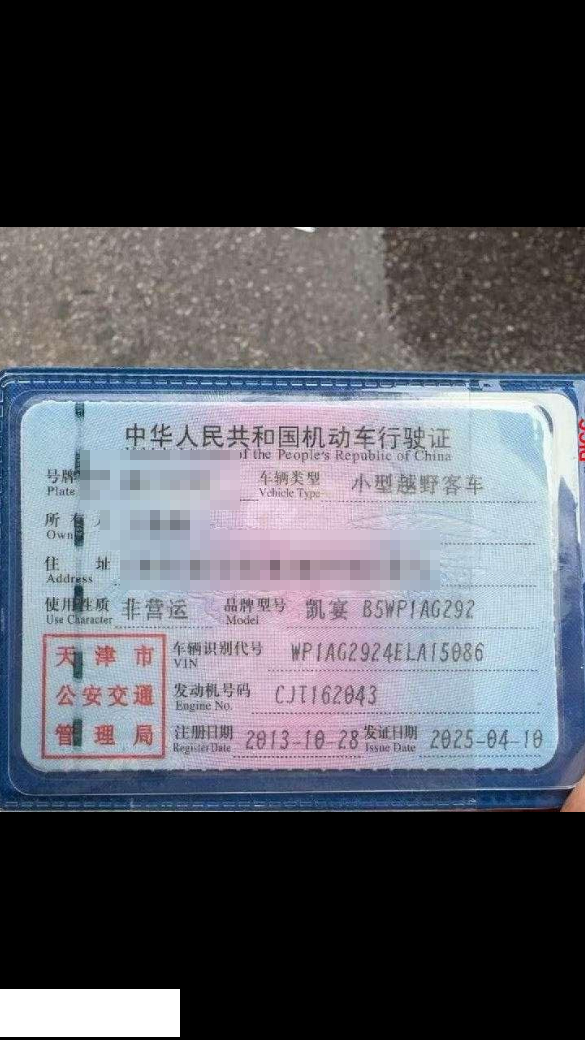 中华人民共和国机动车行驶证
of the People's Republic of China
号牌 车辆类型 小型越野客车
Plate Vehicle Type
所有人
Own
住 址
Address
使用性质 非营运 品牌型号 凯宴 BSWP1AG292
Use Character Model
车辆识别代号 WP1AG2924ELA15086
VIN
发动机号码 CJT162043
Engine No.
天津市
公安交通
管理局
注册日期 2013-10-28 发证日期 2025-04-10
Register Date Issue Date
PICC